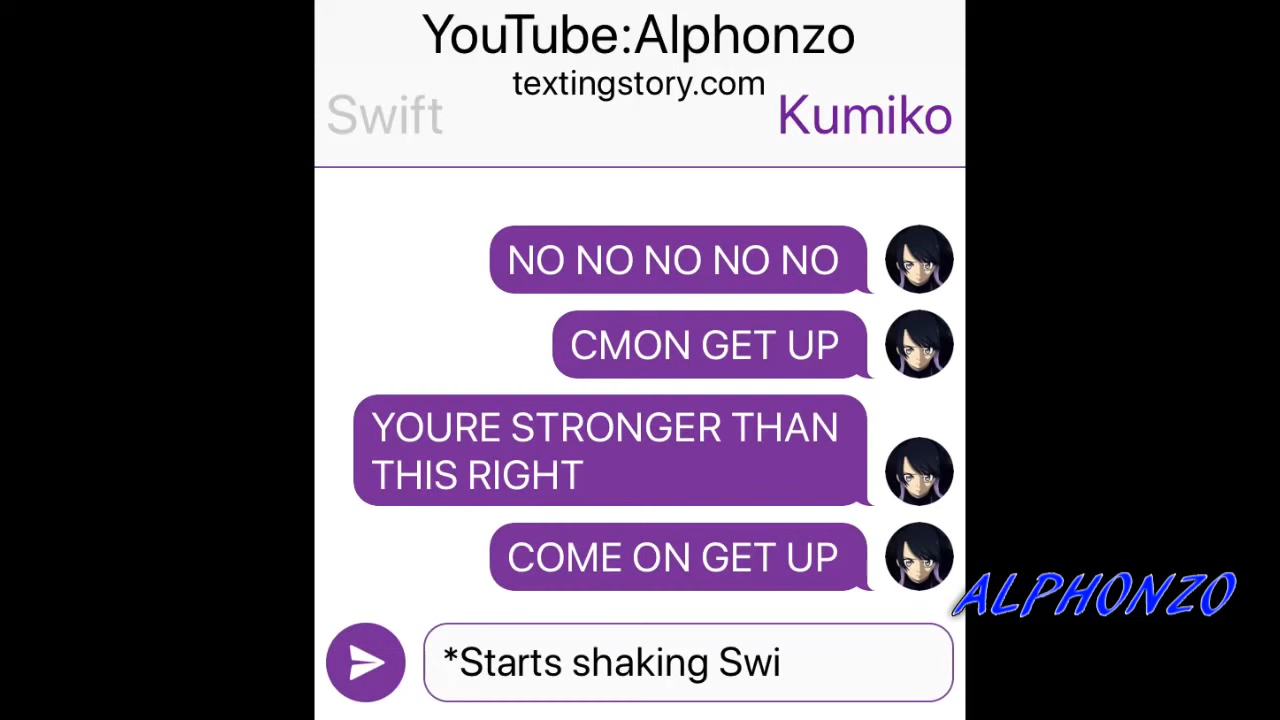 YouTube:Alphonzo
textingstory.com
Swift
Kumiko
NO NO NO NO NO
CMON GET UP
YOURE STRONGER THAN
THIS RIGHT
COME ON GET UP
ALPHONZO
*Starts shaking Swi